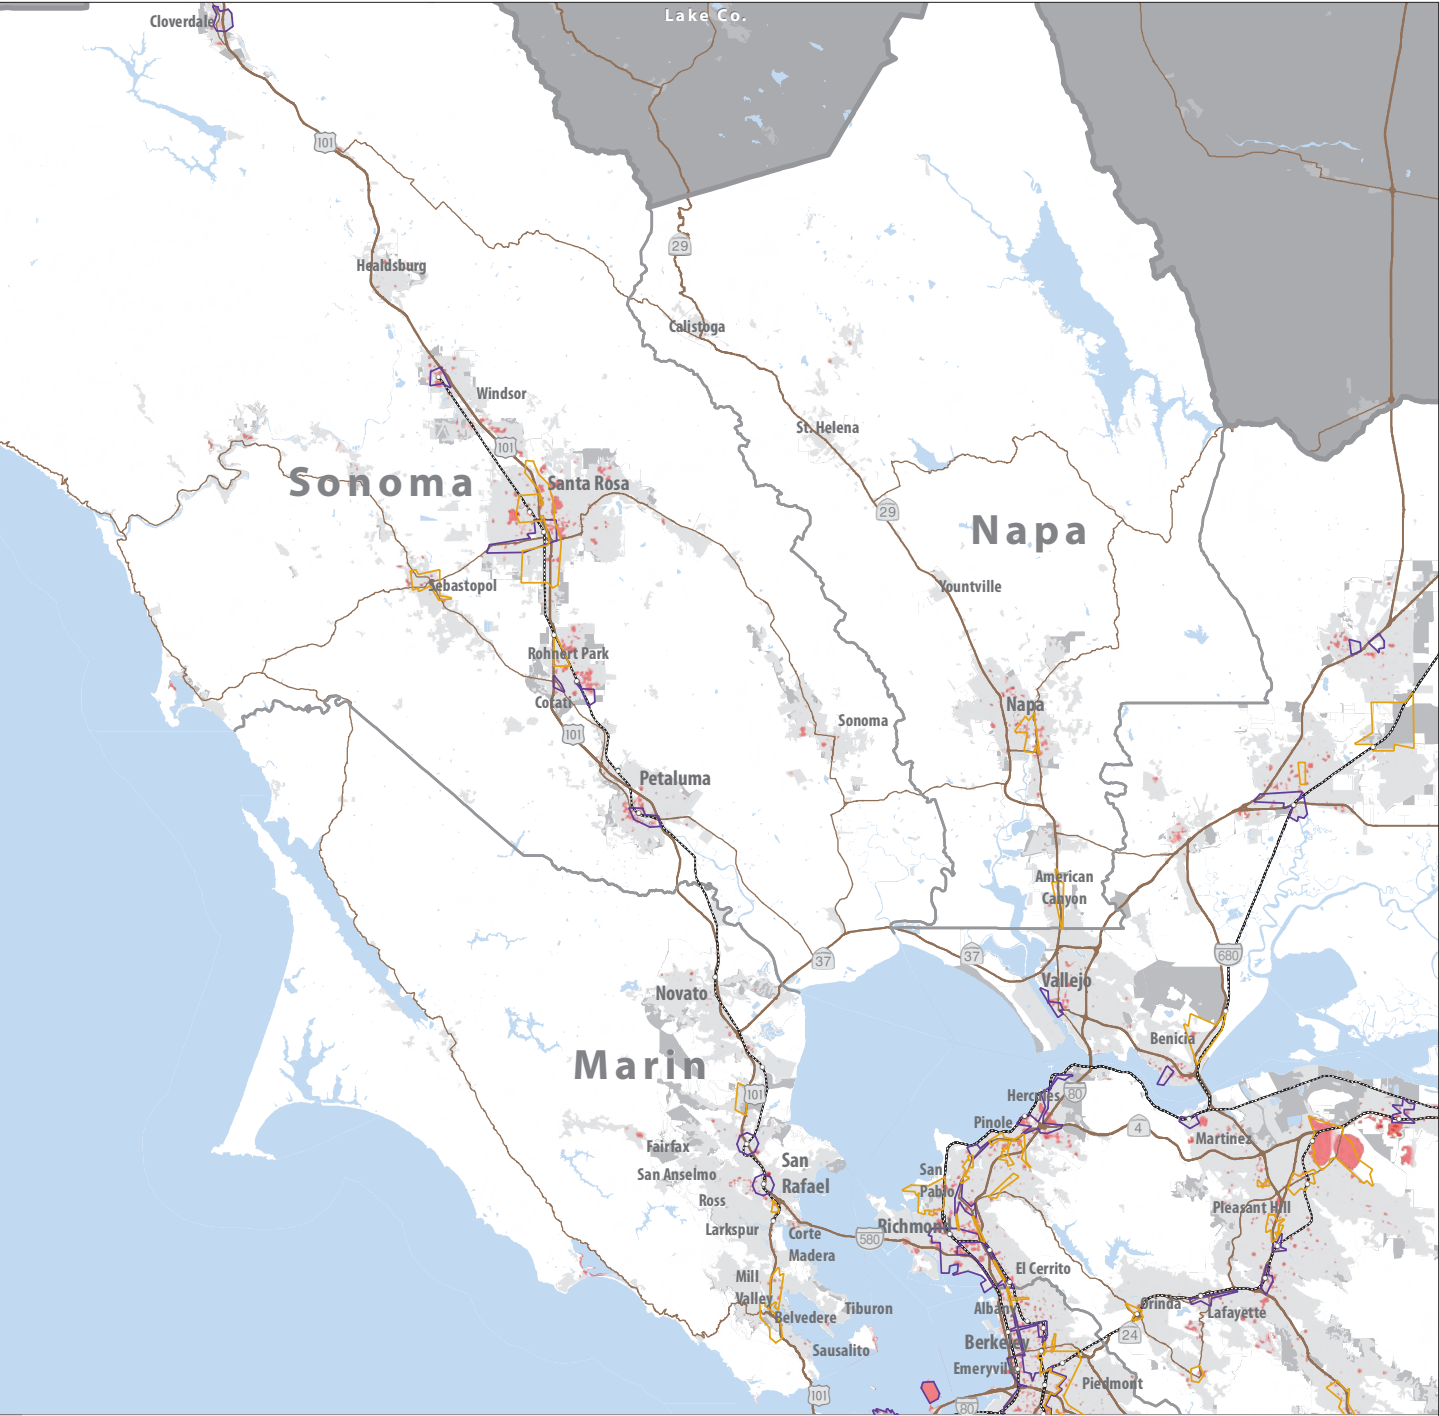 Cloverdale
Lake Co.
101
29
Healdsburg
Calistoga
Windsor
St. Helena
101
Sonoma
Santa Rosa
29
Napa
Sebastopol
Yountville
Rohnert Park
Cotati
Napa
Sonoma
101
Petaluma
American
Canyon
37
37
680
Vallejo
Novato
Benicia
Marin
101
Hercules
80
Pinole
4
Martinez
Fairfax
San
Rafael
San Anselmo
San
Pablo
Ross
Pleasant Hill
Larkspur
Corte
Madera
580
Richmond
El Cerrito
Mill
Valley
Tiburon
Belvedere
Albany
Orinda
Lafayette
24
Sausalito
Berkeley
Emeryville
Piedmont
101
80